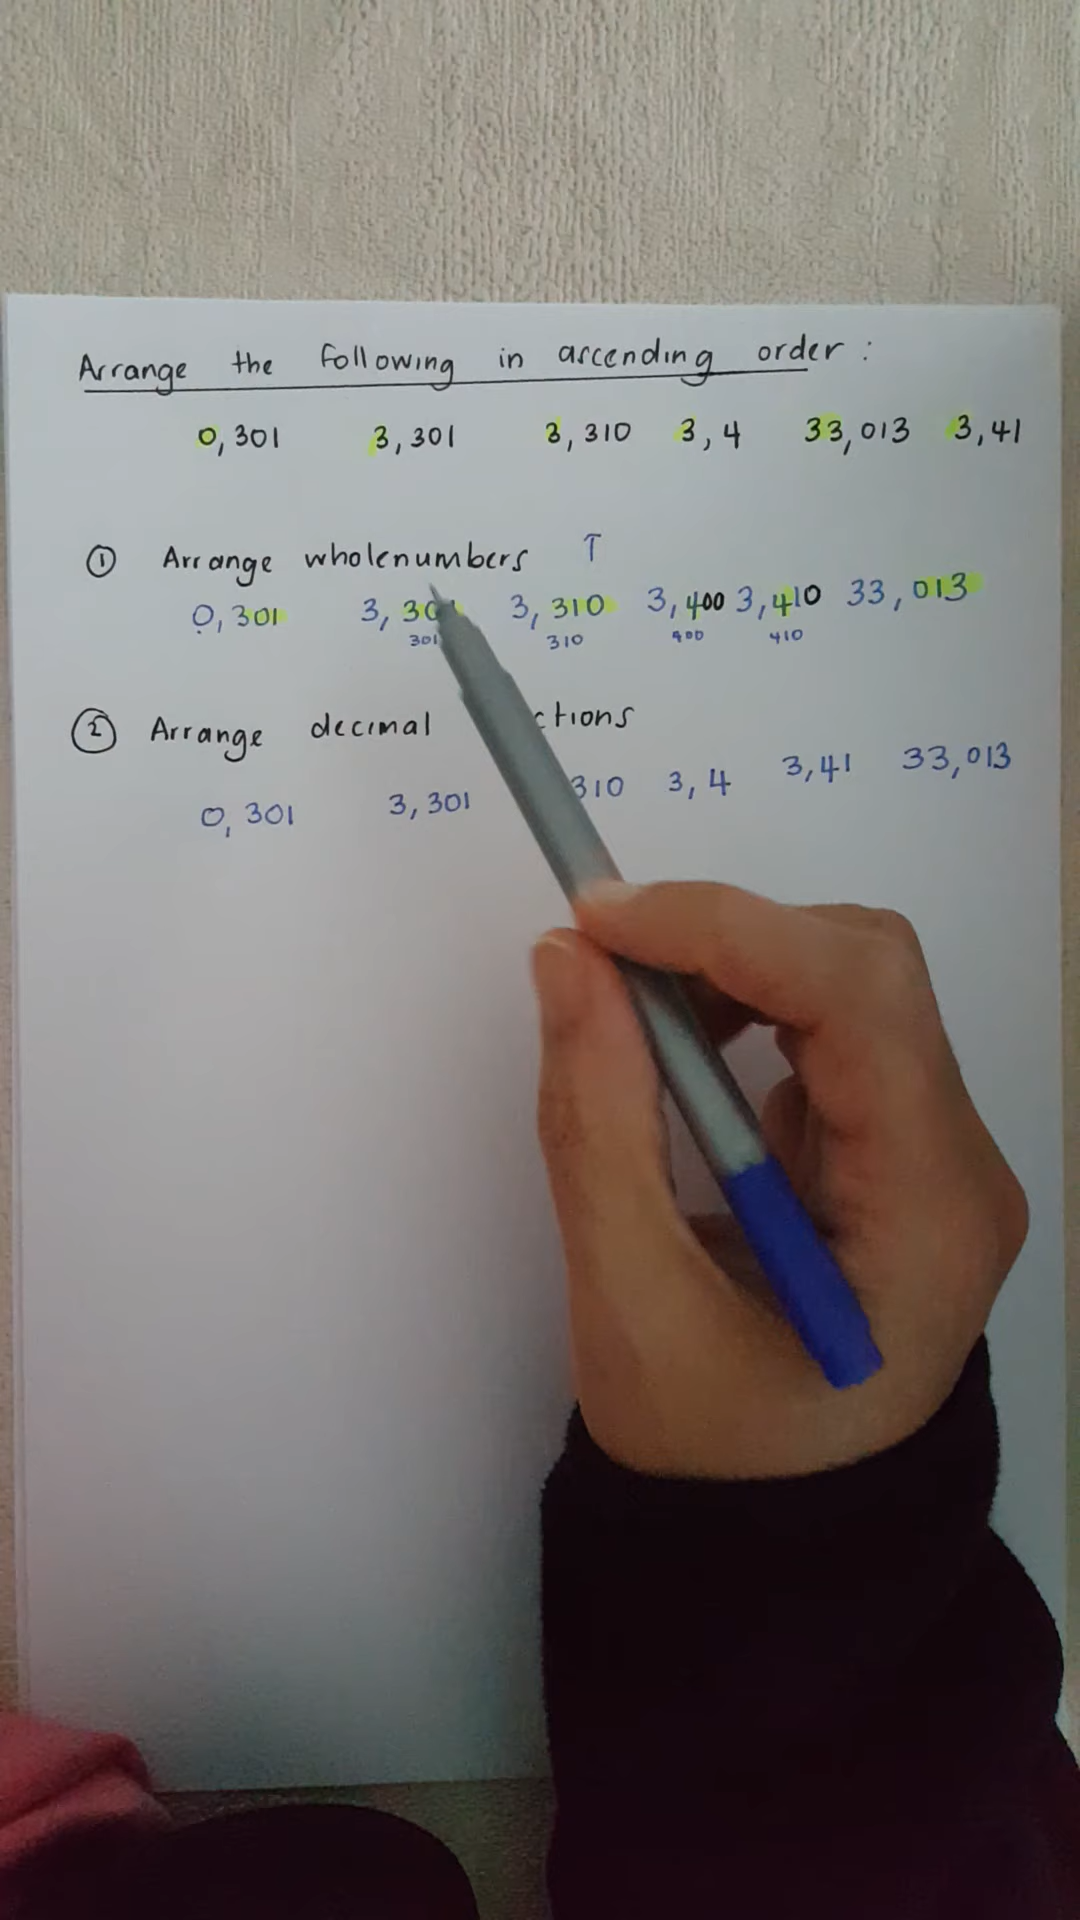 Arrange the following in ascending order :
0,301 3,301 3,310 3,4 33,013 3,41
① Arrange wholenumbers ↑
0,301 3,301 3,310 3,400 3,410 33,013
301 310 400 410
② Arrange decimal ctions
0,301 3,301 310 3,4 3,41 33,013